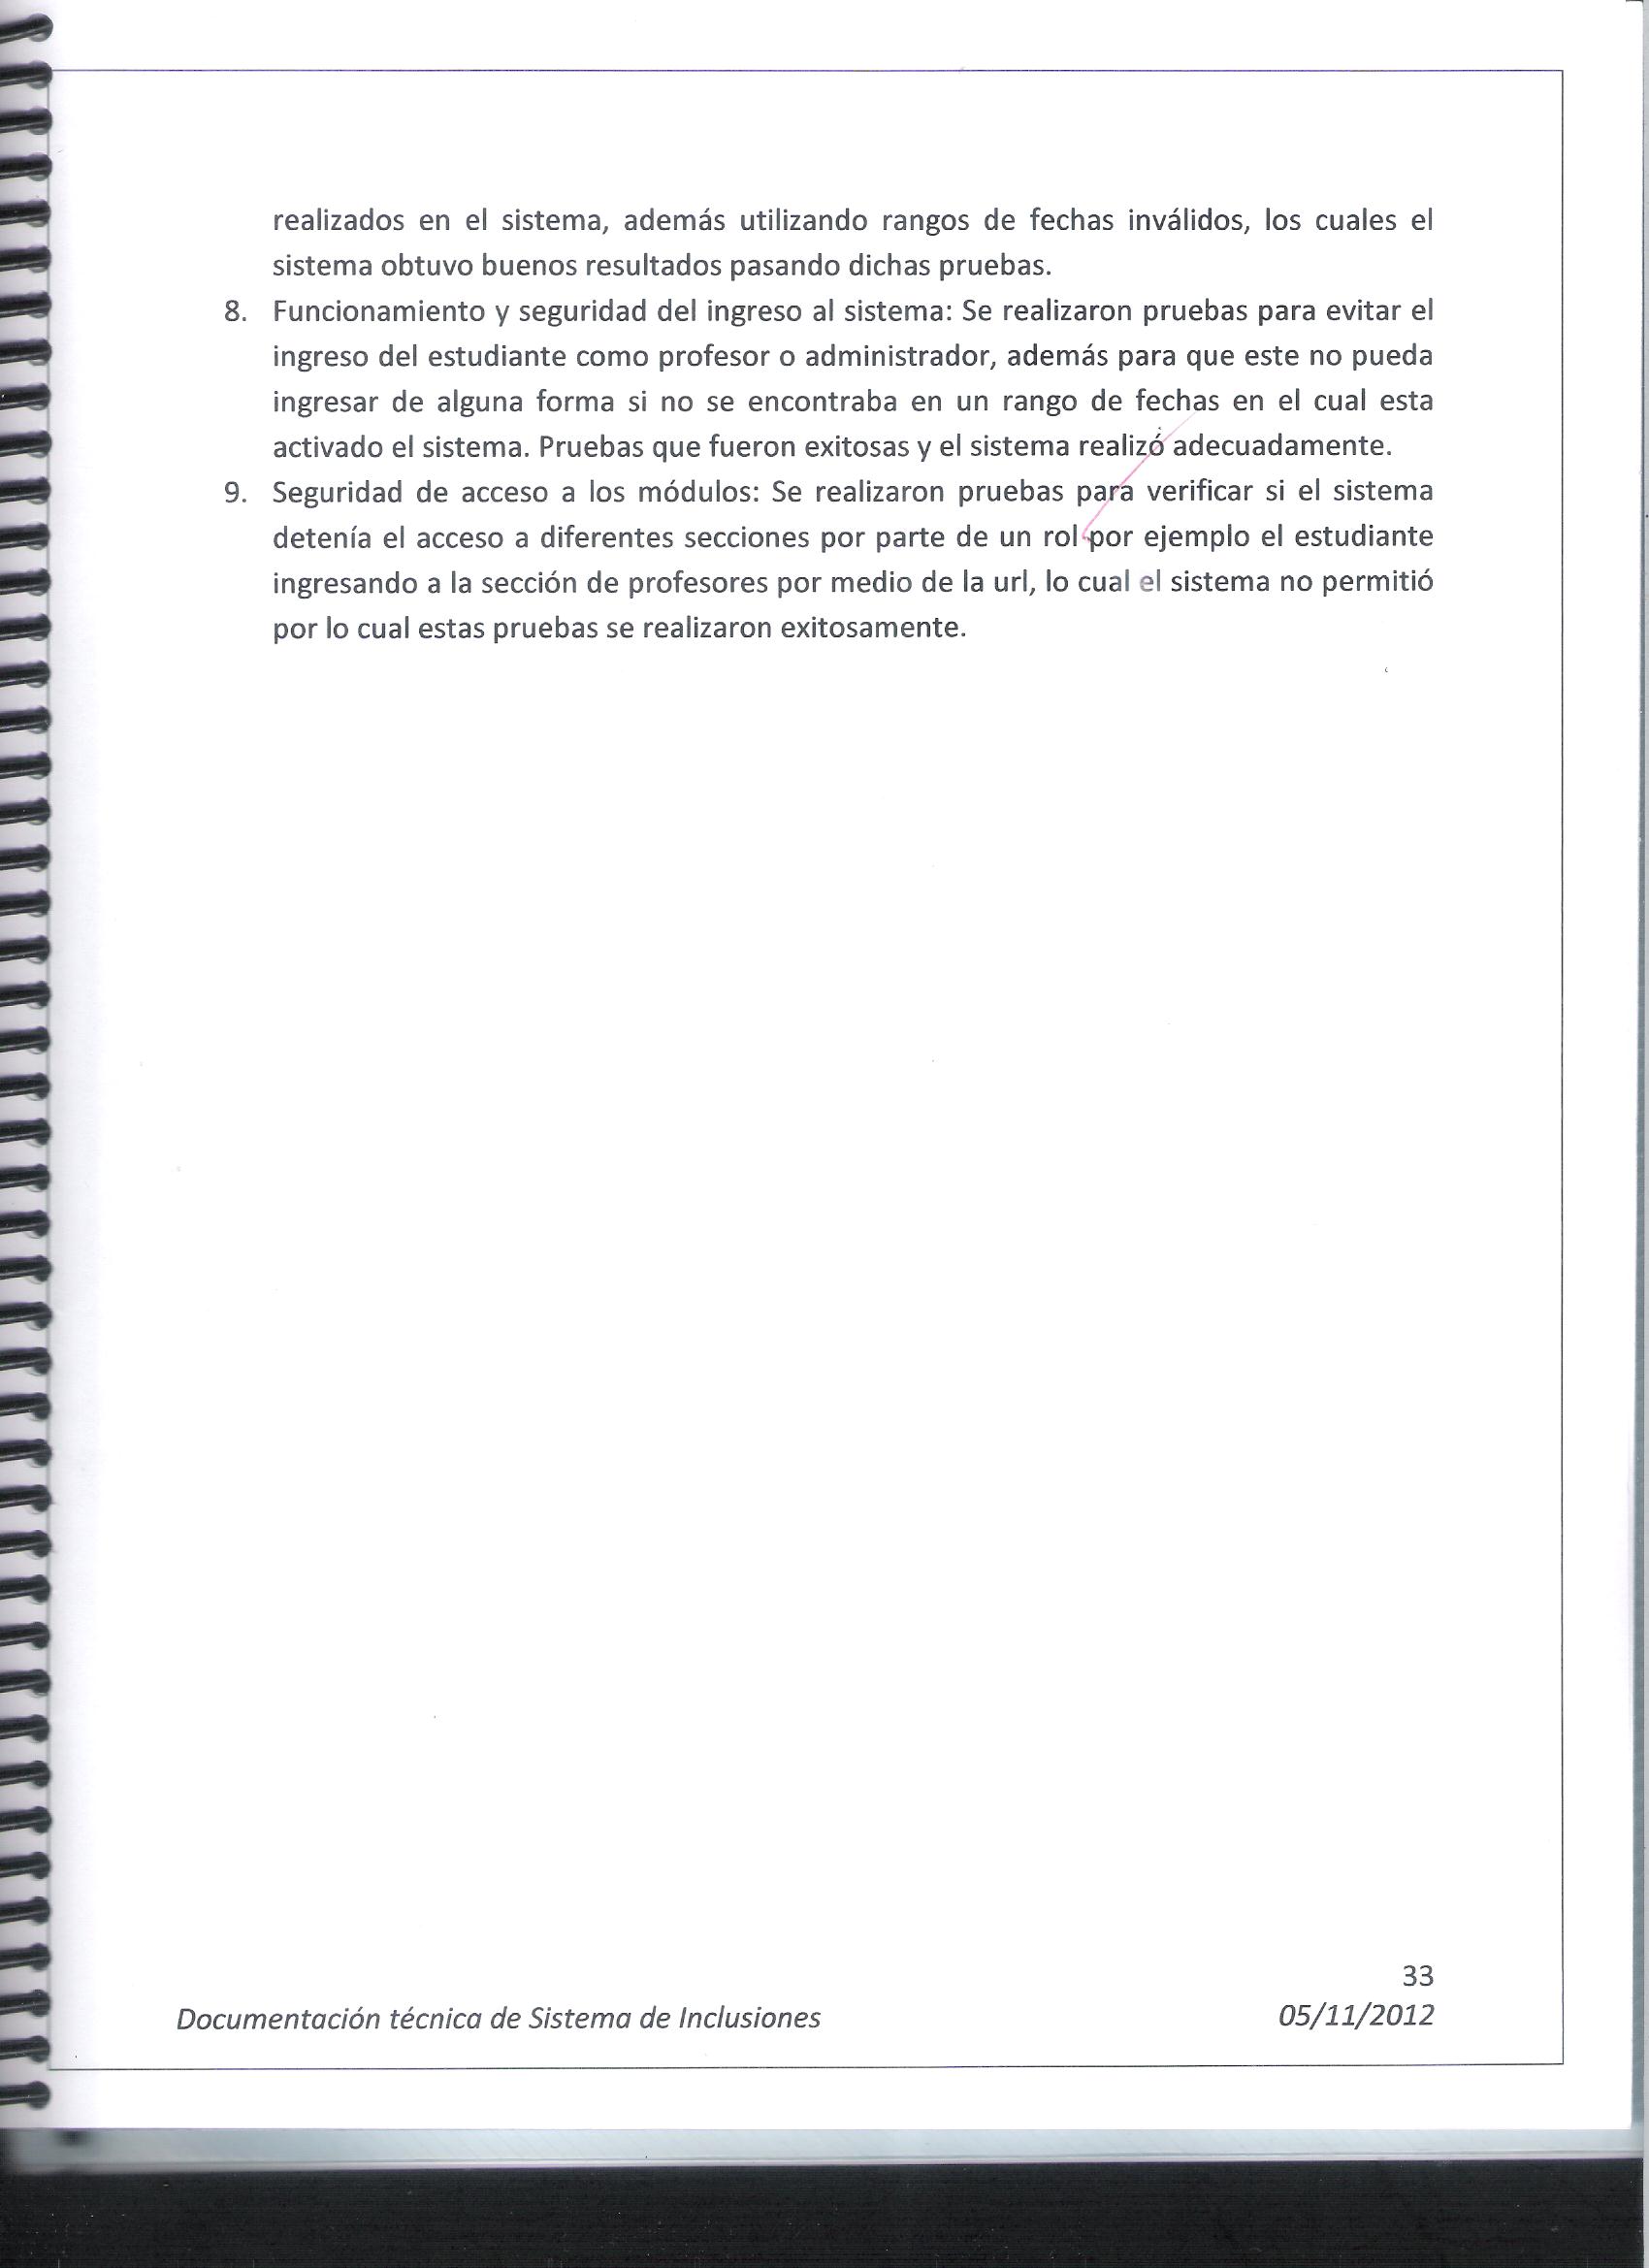 realizados en el sistema, además utilizando rangos de fechas inválidos, los cuales el
sistema obtuvo buenos resultados pasando dichas pruebas.
8. Funcionamiento y seguridad del ingreso al sistema: Se realizaron pruebas para evitar el
ingreso del estudiante como profesor o administrador, además para que este no pueda
ingresar de alguna forma si no se encontraba en un rango de fechas en el cual esta
activado el sistema. Pruebas que fueron exitosas y el sistema realizó adecuadamente.
9. Seguridad de acceso a los módulos: Se realizaron pruebas para verificar si el sistema
detenía el acceso a diferentes secciones por parte de un rol por ejemplo el estudiante
ingresando a la sección de profesores por medio de la url, lo cual el sistema no permitió
por lo cual estas pruebas se realizaron exitosamente.
33
Documentación técnica de Sistema de Inclusiones 05/11/2012